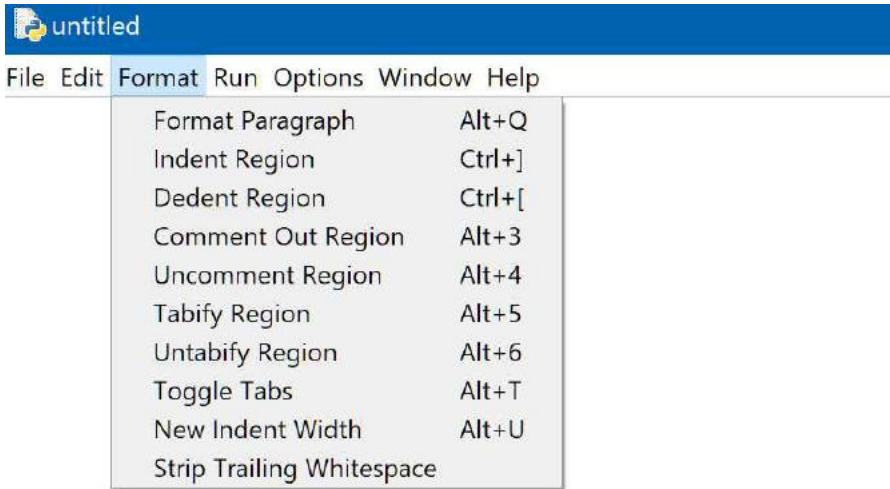 untitled
File Edit Format Run Options Window Help
Format Paragraph Alt+Q
Indent Region Ctrl+]
Dedent Region Ctrl+[
Comment Out Region Alt+3
Uncomment Region Alt+4
Tabify Region Alt+5
Untabify Region Alt+6
Toggle Tabs Alt+T
New Indent Width Alt+U
Strip Trailing Whitespace